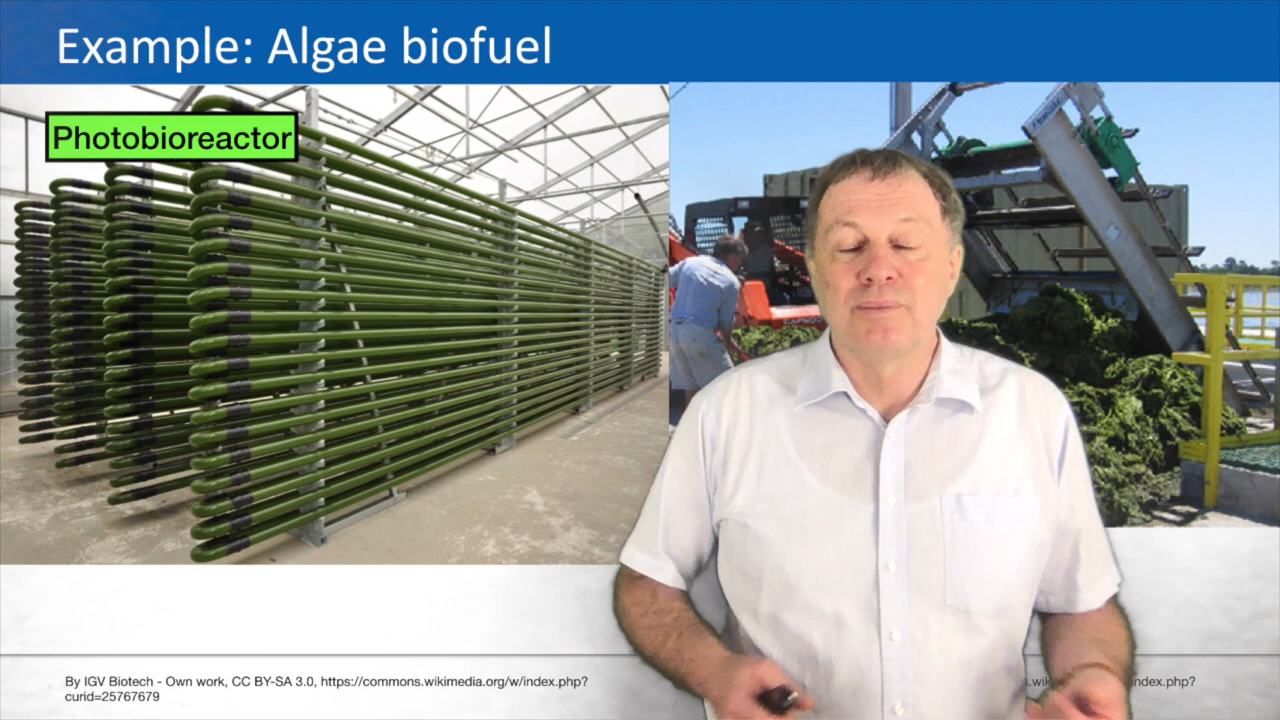 Example: Algae biofuel
Photobioreactor
By IGV Biotech - Own work, CC BY-SA 3.0, https://commons.wikimedia.org/w/index.php?
curid=25767679
index.php?